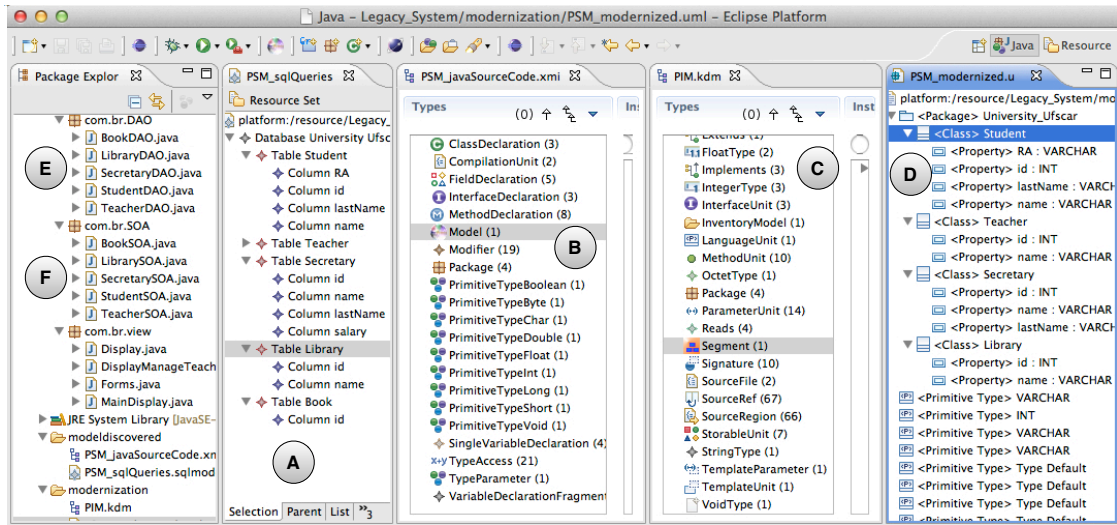 Java – Legacy_System/modernization/PSM_modernized.uml – Eclipse Platform
Java
Resource
Package Explor
com.br.DAO
BookDAO.java
LibraryDAO.java
SecretaryDAO.java
StudentDAO.java
TeacherDAO.java
com.br.SOA
BookSOA.java
LibrarySOA.java
SecretarySOA.java
StudentSOA.java
TeacherSOA.java
com.br.view
Display.java
DisplayManageTeach
Forms.java
MainDisplay.java
JRE System Library [JavaSE-
modeldiscovered
PSM_javaSourceCode.xn
PSM_sqlQueries.sqlmod
modernization
PIM.kdm
E
F
PSM_sqlQueries
Resource Set
platform:/resource/Legacy_
Database University Ufsc
Table Student
Column RA
Column id
Column lastName
Column name
Table Teacher
Table Secretary
Column id
Column name
Column lastName
Column salary
Table Library
Column id
Column name
Table Book
Column id
A
Selection Parent List »3
PSM_javaSourceCode.xmi
Types
(0)
Ins
ClassDeclaration (3)
CompilationUnit (2)
FieldDeclaration (5)
InterfaceDeclaration (3)
MethodDeclaration (8)
Model (1)
Modifier (19)
Package (4)
PrimitiveTypeBoolean (1)
PrimitiveTypeByte (1)
PrimitiveTypeChar (1)
PrimitiveTypeDouble (1)
PrimitiveTypeFloat (1)
PrimitiveTypeInt (1)
PrimitiveTypeLong (1)
PrimitiveTypeShort (1)
PrimitiveTypeVoid (1)
SingleVariableDeclaration (4)
TypeAccess (21)
TypeParameter (1)
VariableDeclarationFragment
B
PIM.kdm
Types
(0)
Inst
Extends (1)
FloatType (2)
Implements (3)
IntegerType (3)
InterfaceUnit (3)
InventoryModel (1)
LanguageUnit (1)
MethodUnit (10)
OctetType (1)
Package (4)
ParameterUnit (14)
Reads (4)
Segment (1)
Signature (10)
SourceFile (2)
SourceRef (67)
SourceRegion (66)
StorableUnit (7)
StringType (1)
TemplateParameter (1)
TemplateUnit (1)
VoidType (1)
C
PSM_modernized.u
platform:/resource/Legacy_System/mo
<Package> University_Ufscar
<Class> Student
<Property> RA : VARCHAR
<Property> id : INT
<Property> lastName : VARCH
<Property> name : VARCHAR
<Class> Teacher
<Property> id : INT
<Property> name : VARCHAR
<Class> Secretary
<Property> id : INT
<Property> name : VARCHAR
<Property> lastName : VARCH
<Class> Library
<Property> id : INT
<Property> name : VARCHAR
<Primitive Type> VARCHAR
<Primitive Type> INT
<Primitive Type> VARCHAR
<Primitive Type> VARCHAR
<Primitive Type> Type Default
<Primitive Type> Type Default
<Primitive Type> Type Default
D